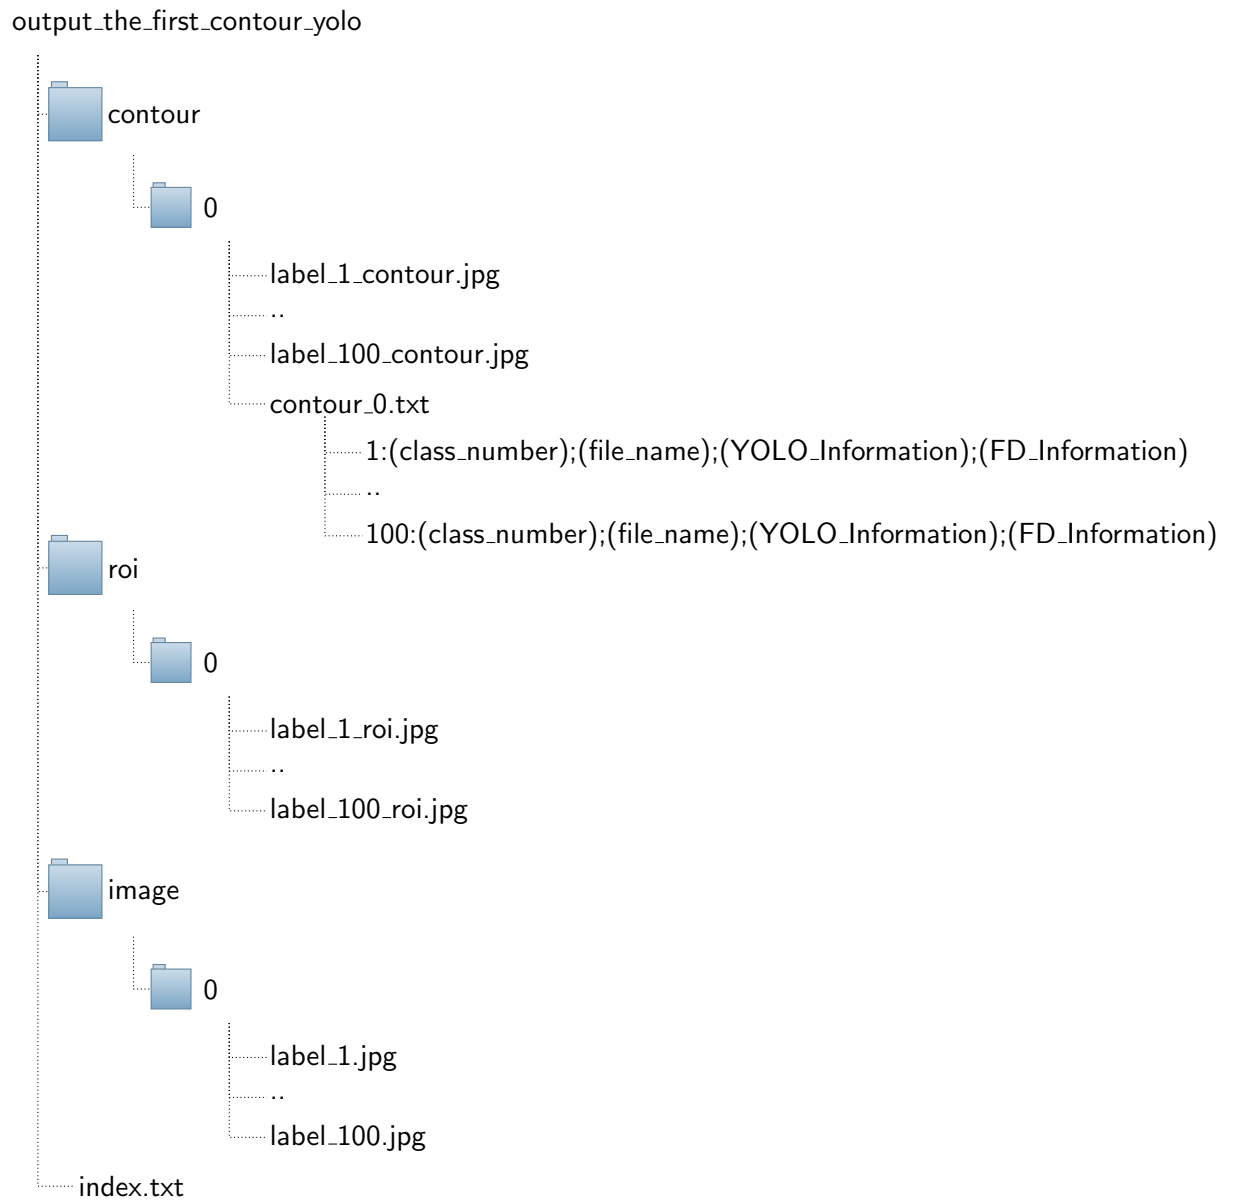 output_the_first_contour_yolo
contour
0
label_1_contour.jpg
..
label_100_contour.jpg
contour_0.txt
1:(class_number);(file_name);(YOLO_Information);(FD_Information)
..
100:(class_number);(file_name);(YOLO_Information);(FD_Information)
roi
0
label_1_roi.jpg
..
label_100_roi.jpg
image
0
label_1.jpg
..
label_100.jpg
index.txt